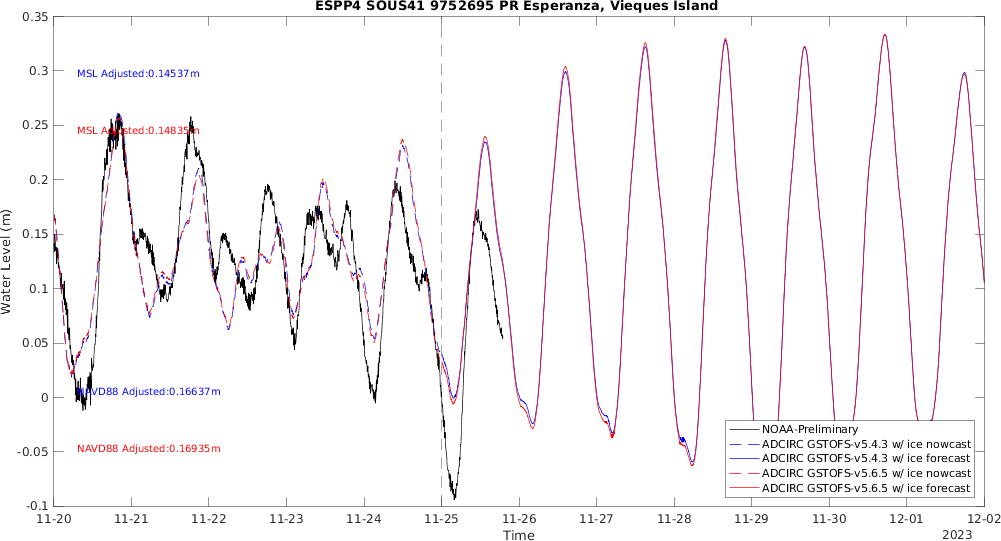 ESPP4 SOUS41 9752695 PR Esperanza, Vieques Island
0.35
0.3
0.25
0.2
0.15
0.1
0.05
0
-0.05
-0.1
Water Level (m)
MSL Adjusted:0.14537m
MSL Adjusted:0.14835m
NAVD88 Adjusted:0.16637m
NAVD88 Adjusted:0.16935m
NOAA-Preliminary
ADCIRC GSTOFS-v5.4.3 w/ ice nowcast
ADCIRC GSTOFS-v5.4.3 w/ ice forecast
ADCIRC GSTOFS-v5.6.5 w/ ice nowcast
ADCIRC GSTOFS-v5.6.5 w/ ice forecast
11-20 11-21 11-22 11-23 11-24 11-25 11-26 11-27 11-28 11-29 11-30 12-01 12-02
Time
2023